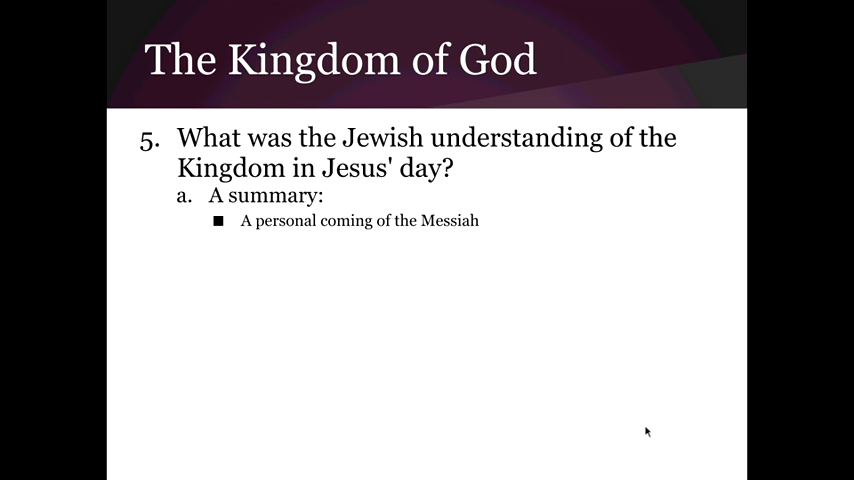 The Kingdom of God
5. What was the Jewish understanding of the
Kingdom in Jesus' day?
a. A summary:
■ A personal coming of the Messiah